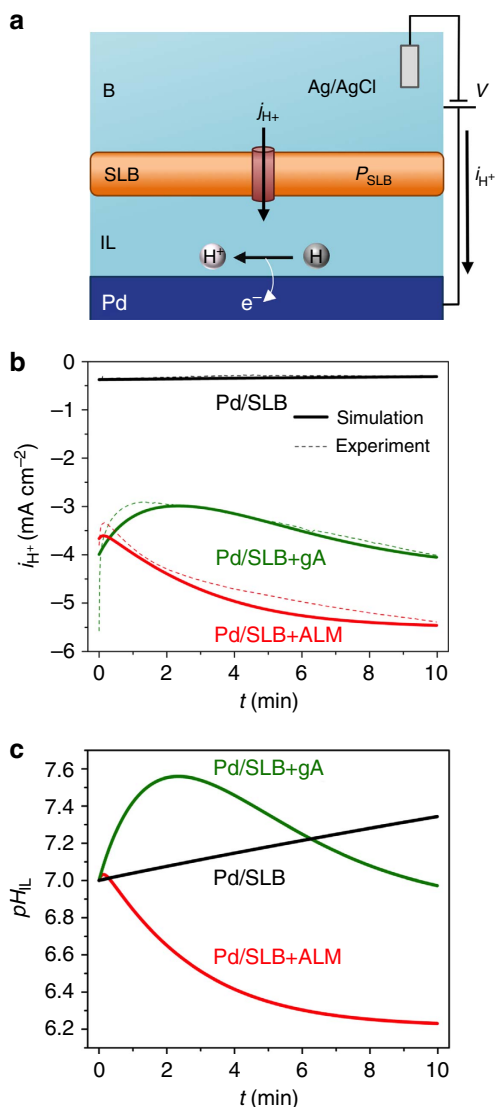 a
B
Ag/AgCl
V
jH+
SLB
PSLB
iH+
IL
H+
H
Pd
e−
b
0
−1
−2
−3
−4
−5
−6
iH+ (mA cm−2)
Pd/SLB
Simulation
Experiment
Pd/SLB+gA
Pd/SLB+ALM
0 2 4 6 8 10
t (min)
c
7.6
7.4
7.2
7.0
6.8
6.6
6.4
6.2
pHIL
Pd/SLB+gA
Pd/SLB
Pd/SLB+ALM
0 2 4 6 8 10
t (min)